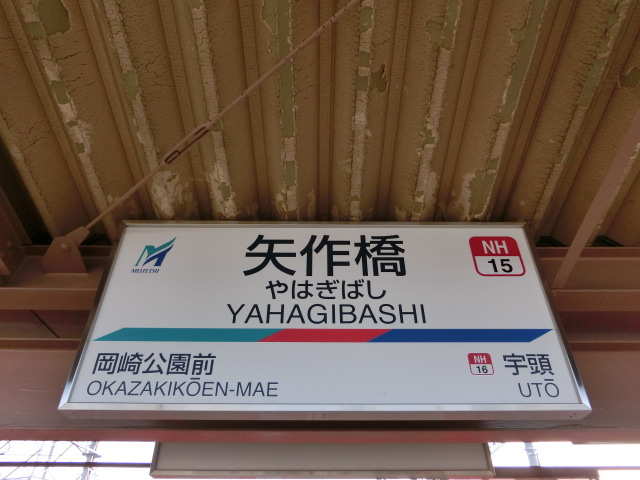 矢作橋
やはぎばし
YAHAGIBASHI
MEITETSU
NH
15
岡崎公園前
OKAZAKIKŌEN-MAE
NH
16
宇頭
UTŌ